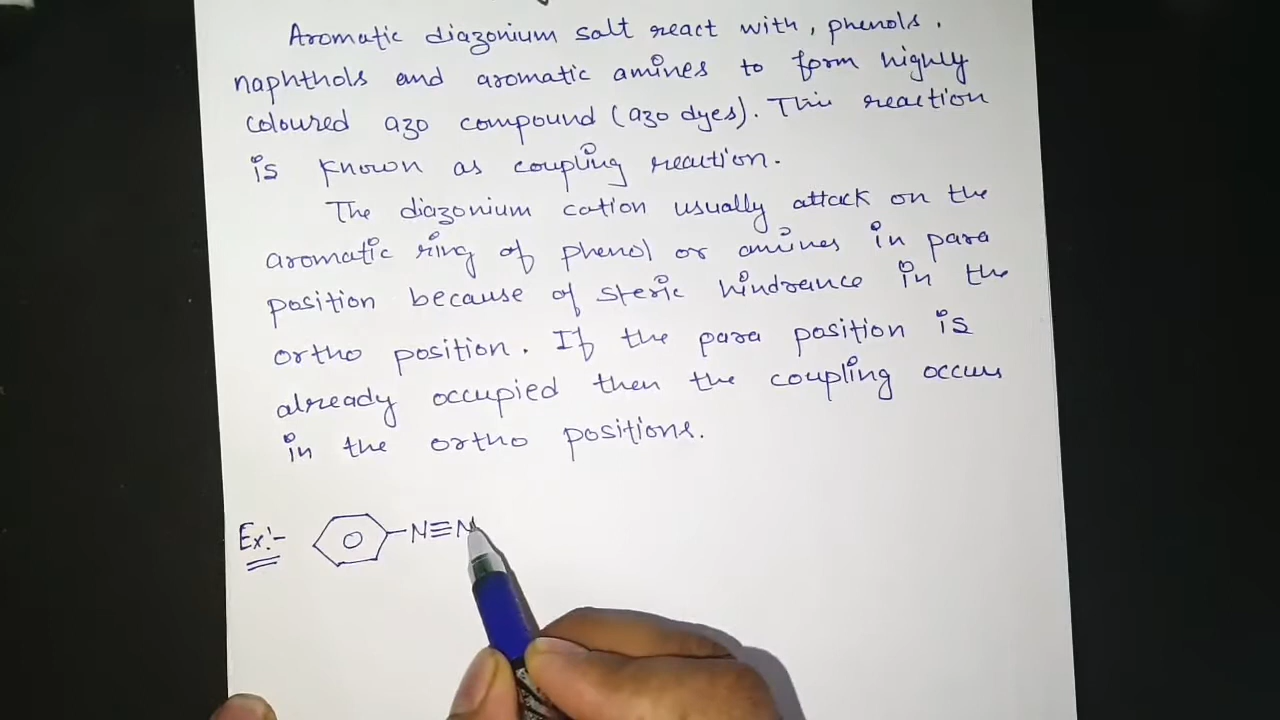 Aromatic diazonium salt react with, phenols.
naphthols and aromatic amines to form highly
coloured azo compound (azo dyes). This reaction
is known as coupling reaction.
The diazonium cation usually attack on the
aromatic ring of phenol or amines in para
position because of steric hindrance in the
ortho position. If the para position is
already occupied then the coupling occurs
in the ortho positions.
Ex:- N≡N